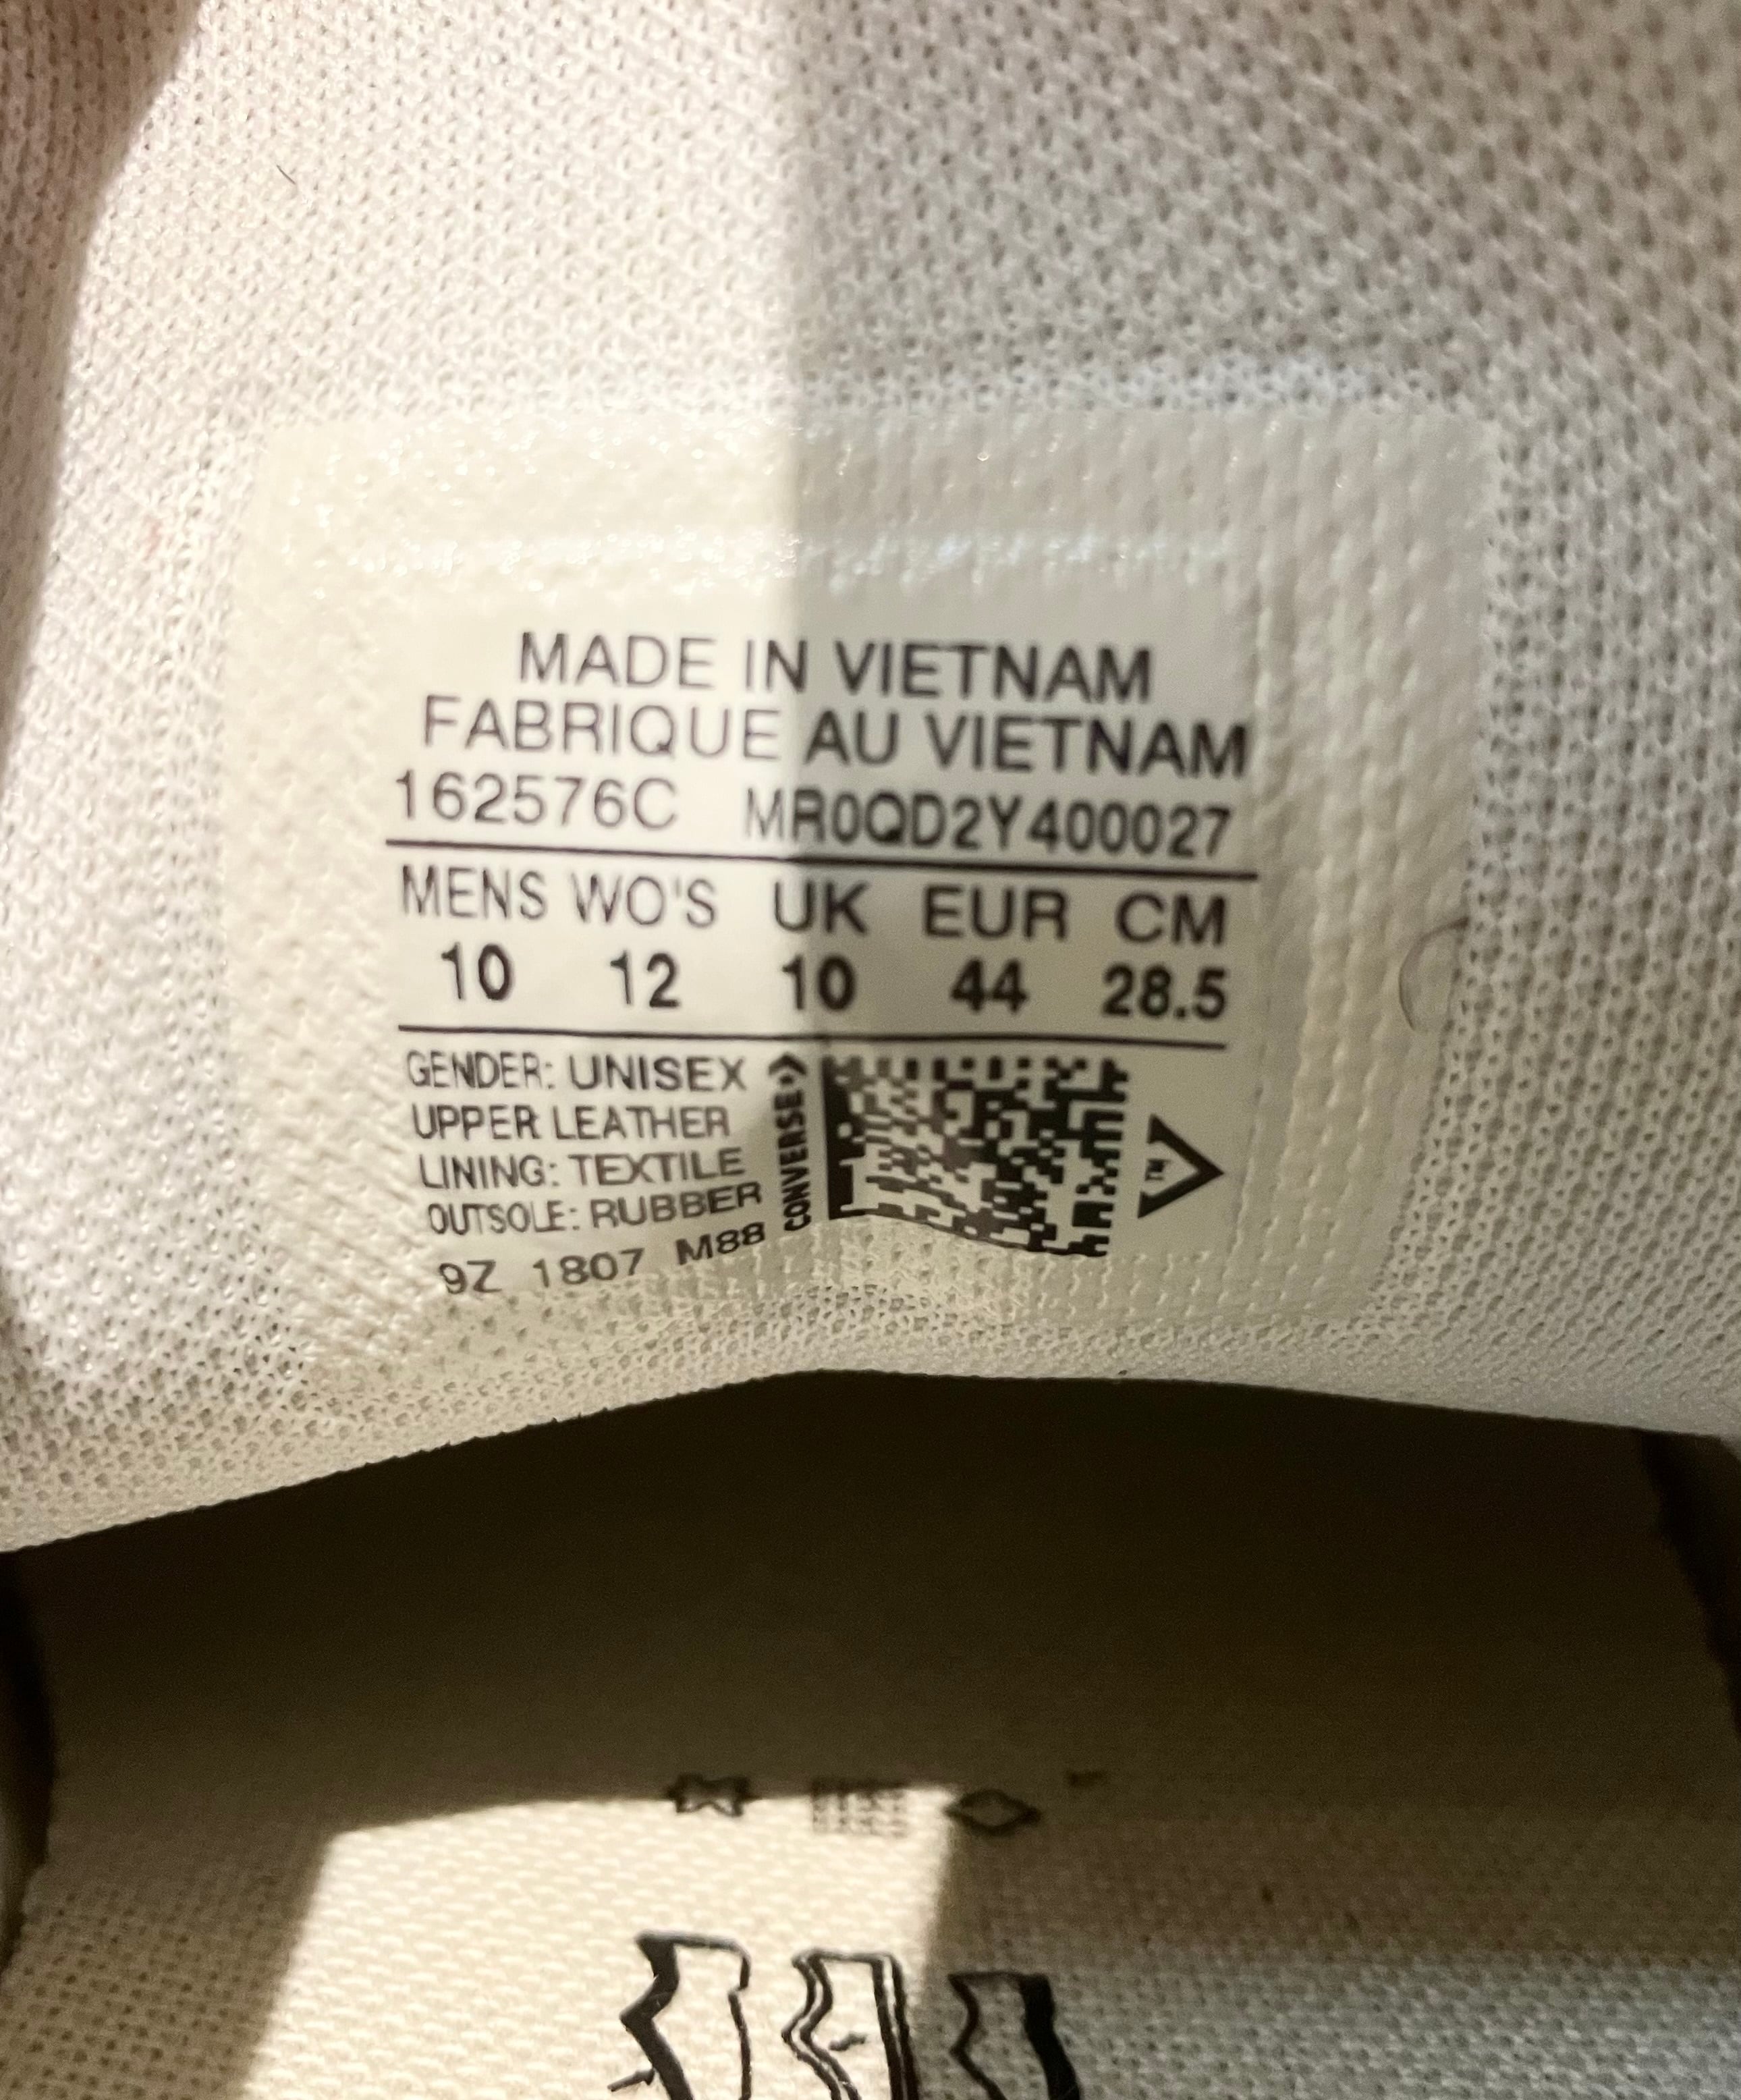 MADE IN VIETNAM
FABRIQUE AU VIETNAM
162576C MR0QD2Y400027
MENS WO'S UK EUR CM
10 12 10 44 28.5
GENDER: UNISEX
UPPER LEATHER
LINING: TEXTILE
OUTSOLE: RUBBER
9Z 1807 M88
CONVERSE